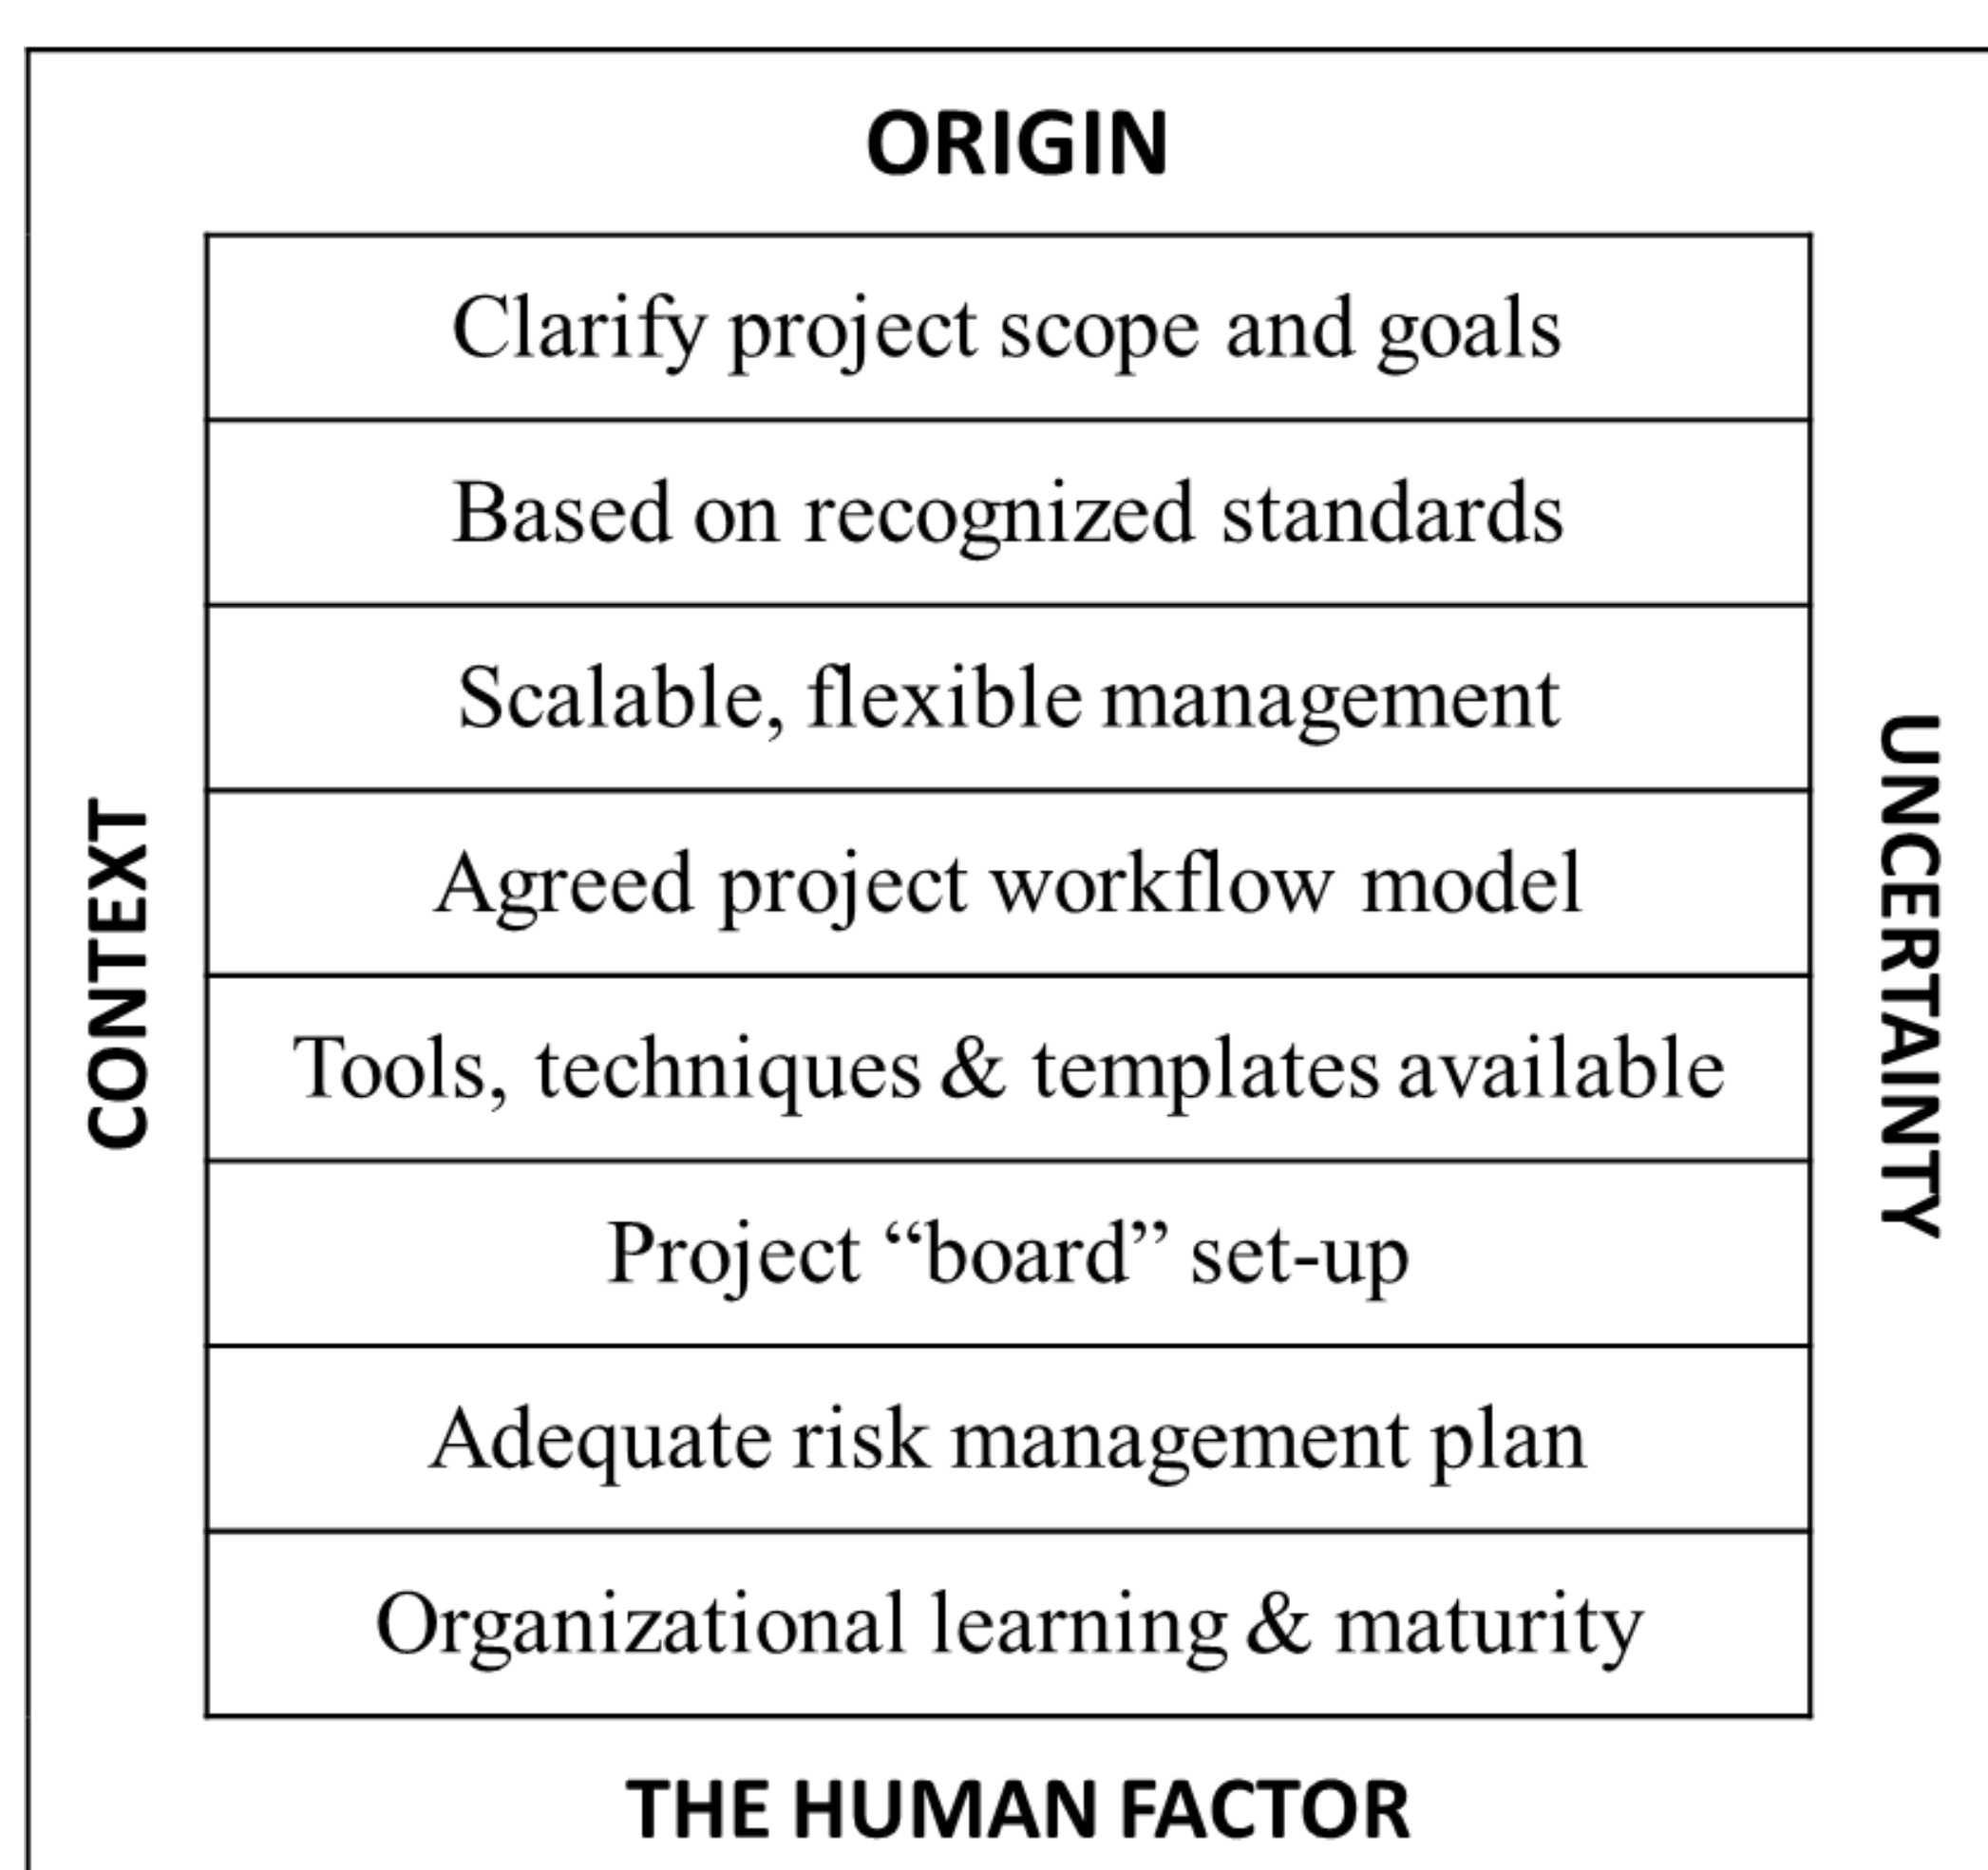 ORIGIN
Clarify project scope and goals
Based on recognized standards
Scalable, flexible management
Agreed project workflow model
Tools, techniques & templates available
Project “board” set-up
Adequate risk management plan
Organizational learning & maturity
CONTEXT
UNCERTAINTY
THE HUMAN FACTOR